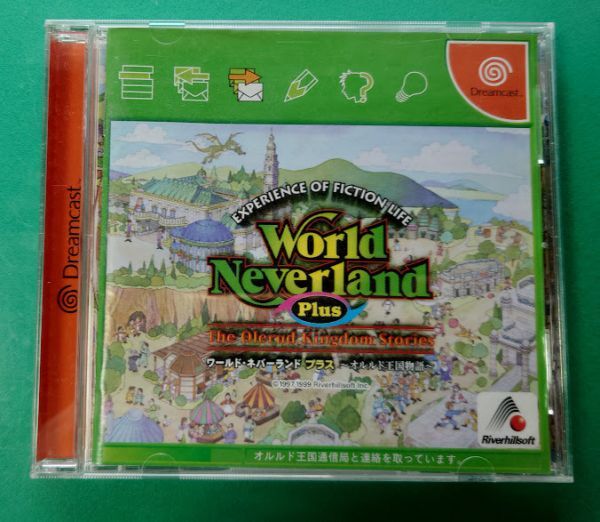 Dreamcast™
Dreamcast™
EXPERIENCE OF FICTION LIFE
World
Neverland
Plus
The Olerud Kingdom Stories
ワールド・ネバーランド プラス ～オルルド王国物語～
©1997,1999 Riverhillsoft Inc.
Riverhillsoft
オルルド王国通信局と連絡を取っています。